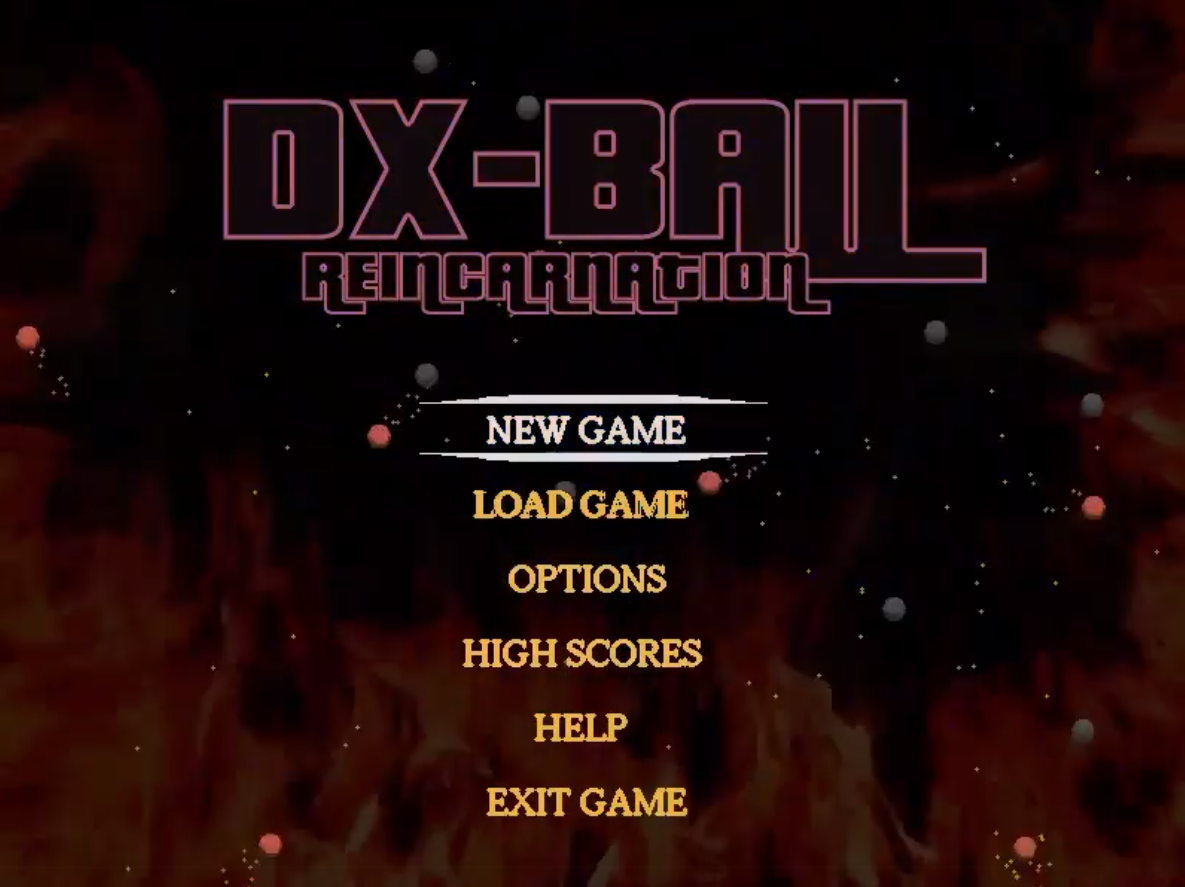 DX-BALL
REINCARNATION
NEW GAME
LOAD GAME
OPTIONS
HIGH SCORES
HELP
EXIT GAME